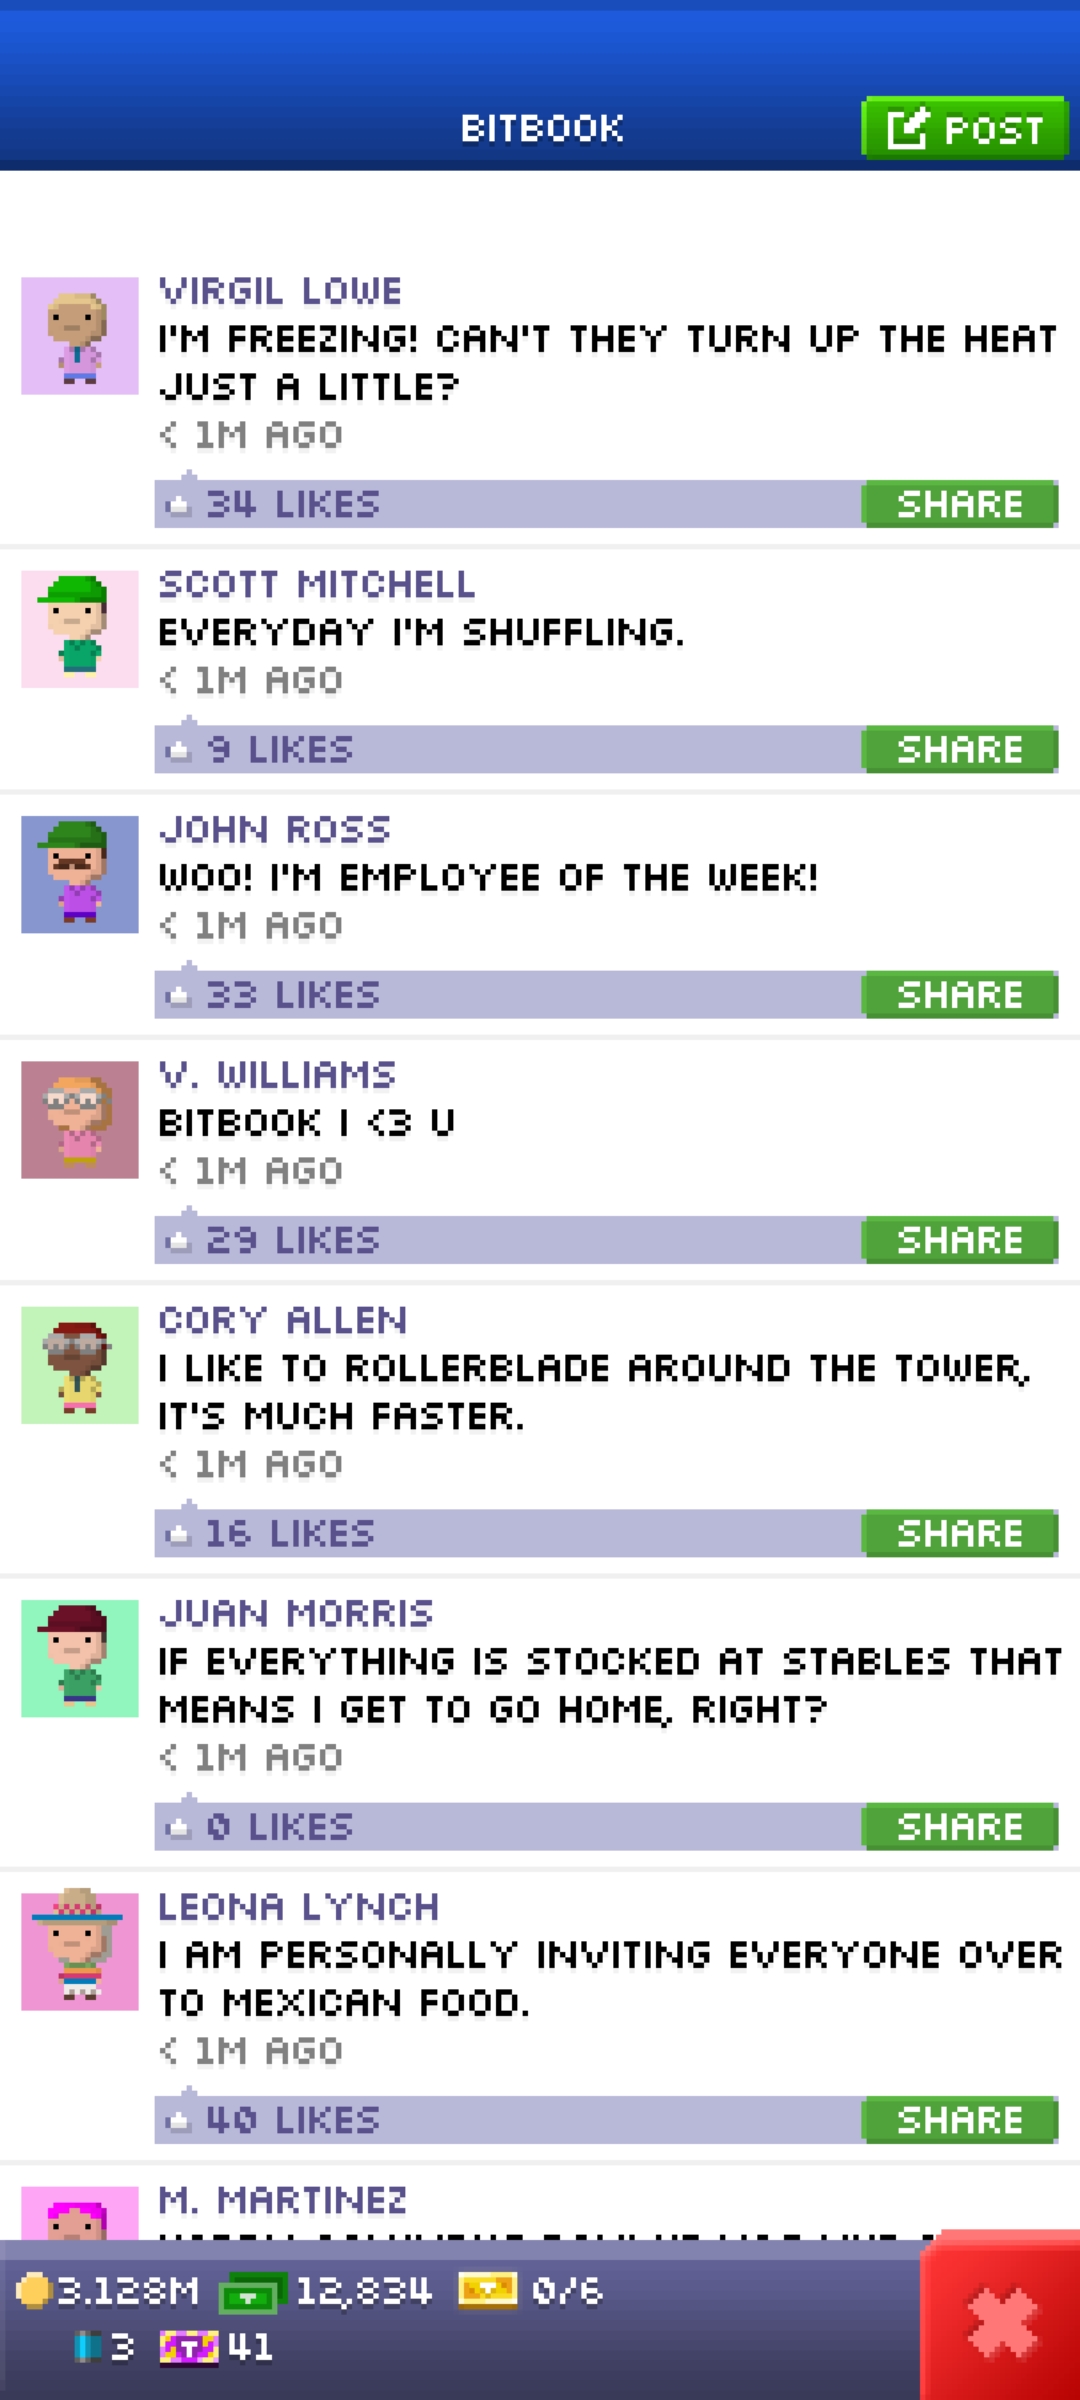 BITBOOK
POST
VIRGIL LOWE
I'M FREEZING! CAN'T THEY TURN UP THE HEAT
JUST A LITTLE?
< 1M AGO
34 LIKES
SHARE
SCOTT MITCHELL
EVERYDAY I'M SHUFFLING.
< 1M AGO
9 LIKES
SHARE
JOHN ROSS
WOO! I'M EMPLOYEE OF THE WEEK!
< 1M AGO
33 LIKES
SHARE
V. WILLIAMS
BITBOOK I <3 U
< 1M AGO
29 LIKES
SHARE
CORY ALLEN
I LIKE TO ROLLERBLADE AROUND THE TOWER,
IT'S MUCH FASTER.
< 1M AGO
16 LIKES
SHARE
JUAN MORRIS
IF EVERYTHING IS STOCKED AT STABLES THAT
MEANS I GET TO GO HOME, RIGHT?
< 1M AGO
0 LIKES
SHARE
LEONA LYNCH
I AM PERSONALLY INVITING EVERYONE OVER
TO MEXICAN FOOD.
< 1M AGO
40 LIKES
SHARE
M. MARTINEZ
3.128M 12,834 0/6
3 T 41